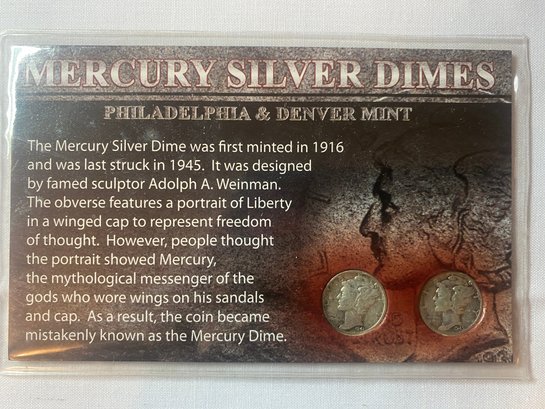 MERCURY SILVER DIMES
PHILADELPHIA & DENVER MINT
The Mercury Silver Dime was first minted in 1916
and was last struck in 1945.  It was designed
by famed sculptor Adolph A. Weinman.
The obverse features a portrait of Liberty
in a winged cap to represent freedom
of thought.  However, people thought
the portrait showed Mercury,
the mythological messenger of the
gods who wore wings on his sandals
and cap.  As a result, the coin became
mistakenly known as the Mercury Dime.